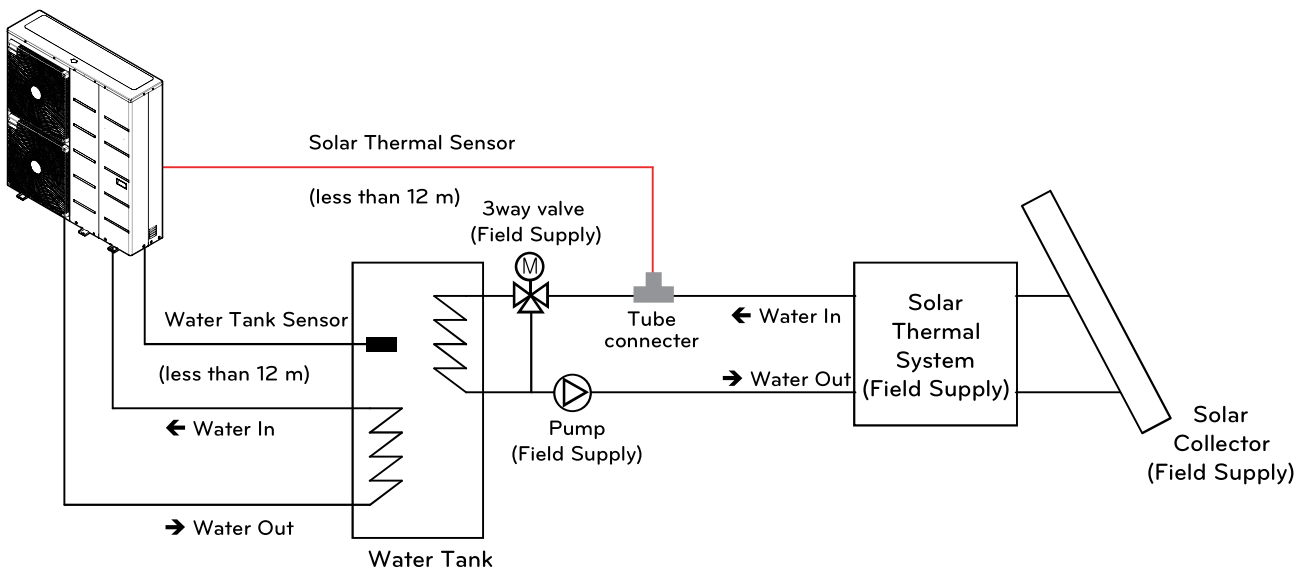 Solar Thermal Sensor
(less than 12 m)
3way valve
(Field Supply)
M
Water Tank Sensor
(less than 12 m)
Tube
connecter
🡸 Water In
🡺 Water Out
Solar
Thermal
System
(Field Supply)
🡸 Water In
Pump
(Field Supply)
Solar
Collector
(Field Supply)
🡺 Water Out
Water Tank